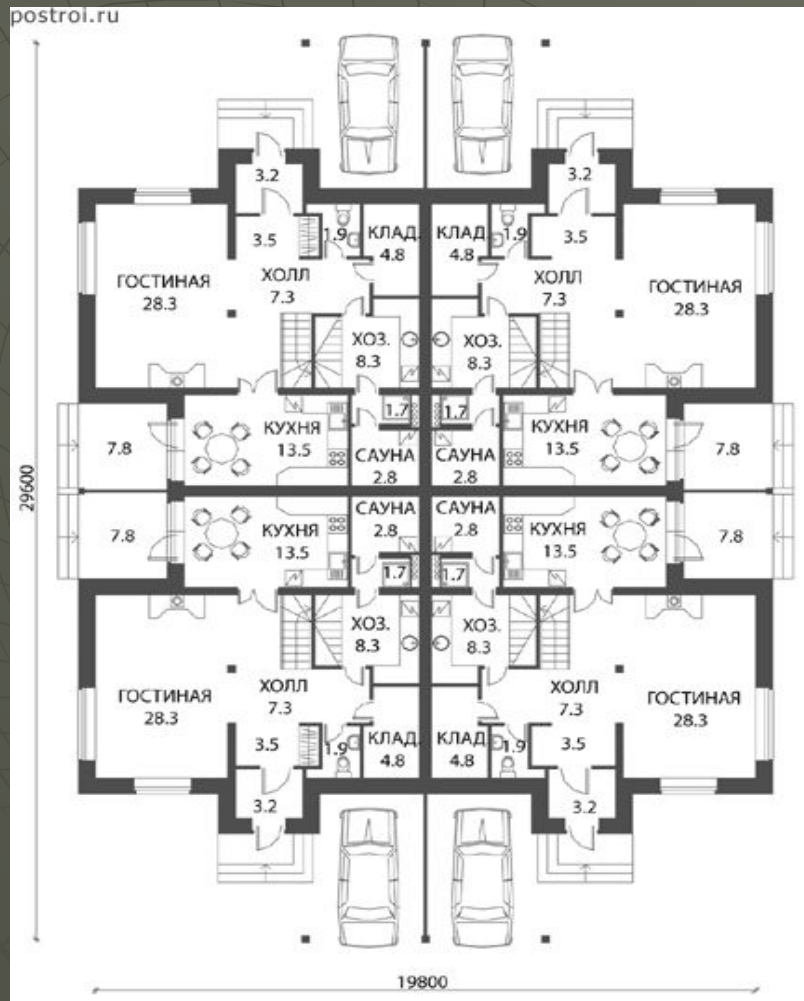 postroi.ru
3.2
3.2
3.5
1.9
КЛАД.
4.8
КЛАД
4.8
1.9
3.5
ГОСТИНАЯ
28.3
ХОЛЛ
7.3
ХОЛЛ
7.3
ГОСТИНАЯ
28.3
ХОЗ.
8.3
ХОЗ.
8.3
1.7
1.7
7.8
КУХНЯ
13.5
САУНА
2.8
САУНА
2.8
КУХНЯ
13.5
7.8
29600
7.8
КУХНЯ
13.5
САУНА
2.8
САУНА
2.8
КУХНЯ
13.5
7.8
1.7
1.7
ХОЗ.
8.3
ХОЗ.
8.3
ГОСТИНАЯ
28.3
ХОЛЛ
7.3
ХОЛЛ
7.3
ГОСТИНАЯ
28.3
3.5
1.9
КЛАД.
4.8
КЛАД
4.8
1.9
3.5
3.2
3.2
19800